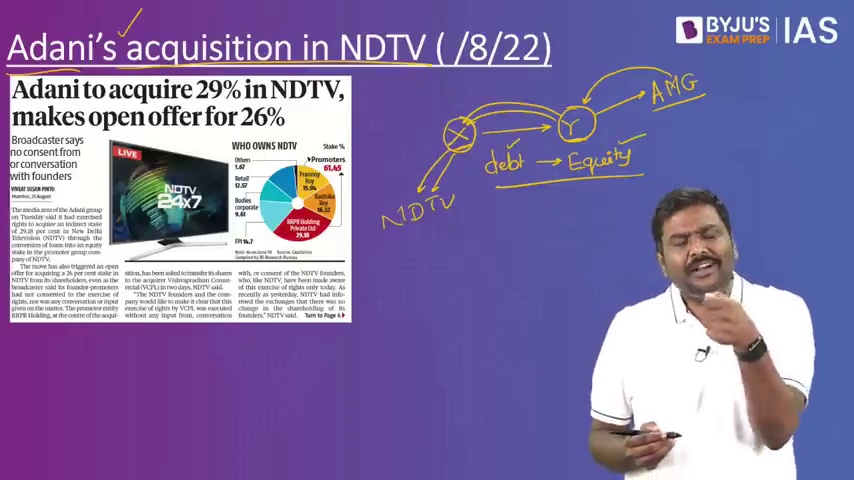 Adani's acquisition in NDTV ( /8/22)
BYJU'S
EXAM PREP
IAS
Adani to acquire 29% in NDTV,
makes open offer for 26%
Broadcaster says
no consent from
or conversation
with founders
VIVEAT SUSAN PINTO
Mumbai, 23 August
The media arm of the Adani group
on Tuesday said it had exercised
rights to acquire an indirect stake
of 29.18 per cent in New Delhi
Television (NDTV) through the
conversion of loans into an equity
stake in the promoter group com-
pany of NDTV.
The move has also triggered an open
offer for acquiring a 26 per cent stake in
NDTV from its shareholders, even as the
broadcaster said its founder-promoters
had not consented to the exercise of
rights, nor was any conversation or input
given on the matter. The promoter entity
RRPR Holding, at the centre of the acqui-
LIVE
NDTV
24x7
WHO OWNS NDTV
Stake %
Others
1.67
Retail
12.57
Bodies
corporate
9.61
FPI 14.7
Promoters
61.45
Prannoy
Roy
15.94
Radhika
Roy
16.32
RRPR Holding
Private Ltd
29.18
Source: Capitaline
Compiled by BS Research Bureau
sition, has been asked to transfer its shares
to the acquirer Vishvapradhan Commer-
cial (VCPL) in two days, NDTV said.
"The NDTV founders and the com-
pany would like to make it clear that this
exercise of rights by VCPL was executed
without any input from, conversation
with, or consent of the NDTV founders,
who, like NDTV, have been made aware
of this exercise of rights only today. As
recently as yesterday, NDTV had infor-
med the exchanges that there was no
change in the shareholding of its
founders," NDTV said.
Turn to Page 6
X
Y
AMG
debt → Equity
NDTV